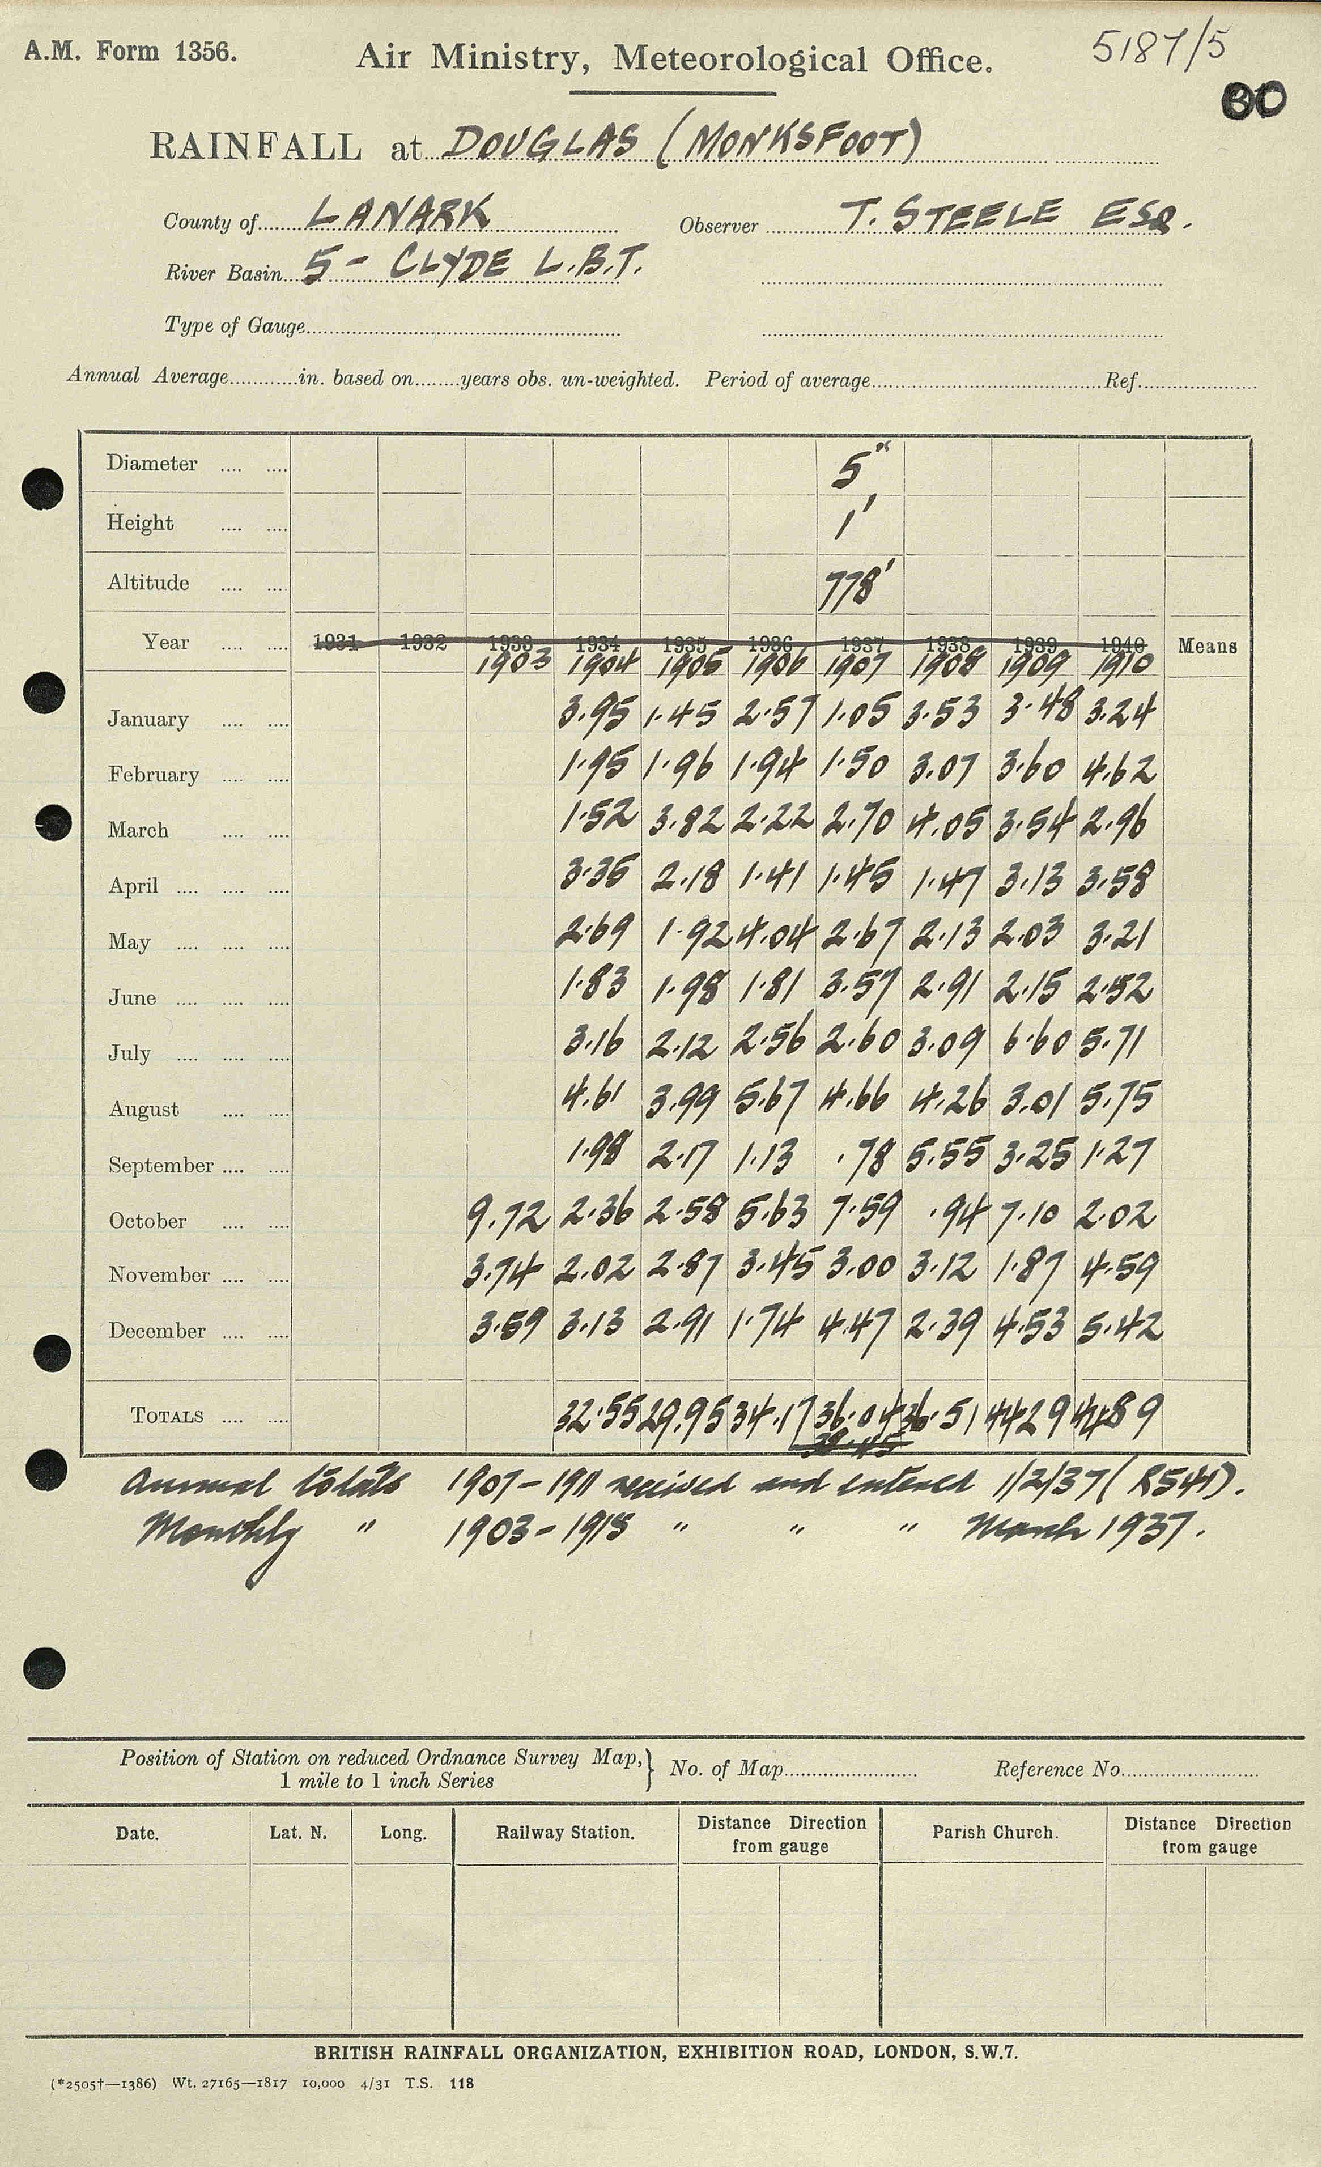 A.M. Form 1356. Air Ministry, Meteorological Office. 5187/5
RAINFALL at DOUGLAS (MONKSFOOT)
County of LANARK Observer T. STEELE ESQ.
River Basin 5 - CLYDE L.B.T.
Type of Gauge
Annual Average in. based on years obs. un-weighted. Period of average Ref.
Diameter 5"
Height 1'
Altitude 778'
Year 1931 1932 1933 1934 1935 1936 1937 1938 1939 1940 Means
1903 1904 1905 1906 1907 1908 1909 1910
January 3.95 1.45 2.57 1.05 3.53 3.48 3.24
February 1.95 1.96 1.94 1.50 3.07 3.60 4.62
March 1.52 3.82 2.22 2.70 4.05 3.54 2.96
April 3.35 2.18 1.41 1.45 1.47 3.13 3.58
May 2.69 1.92 4.04 2.67 2.13 2.03 3.21
June 1.83 1.98 1.81 3.57 2.91 2.15 2.52
July 3.16 2.12 2.56 2.60 3.09 6.60 5.71
August 4.61 3.99 5.67 4.66 4.26 3.01 5.75
September 1.98 2.17 1.13 .78 5.55 3.25 1.27
October 9.72 2.36 2.58 5.63 7.59 .94 7.10 2.02
November 3.74 2.02 2.87 3.45 3.00 3.12 1.87 4.59
December 3.59 3.13 2.91 1.74 4.47 2.39 4.53 5.42
TOTALS 32.55 29.95 34.17 36.04 36.51 4429 4489
Annual totals 1907-1911 received and entered 1/2/37 (R541).
Monthly " 1903-1915 " " " March 1937.
Position of Station on reduced Ordnance Survey Map, 1 mile to 1 inch Series No. of Map Reference No.
Date. Lat. N. Long. Railway Station. Distance Direction from gauge Parish Church. Distance Direction from gauge
BRITISH RAINFALL ORGANIZATION, EXHIBITION ROAD, LONDON, S.W.7.
(*2505†—1386) Wt. 27165—1817 10,000 4/31 T.S. 118